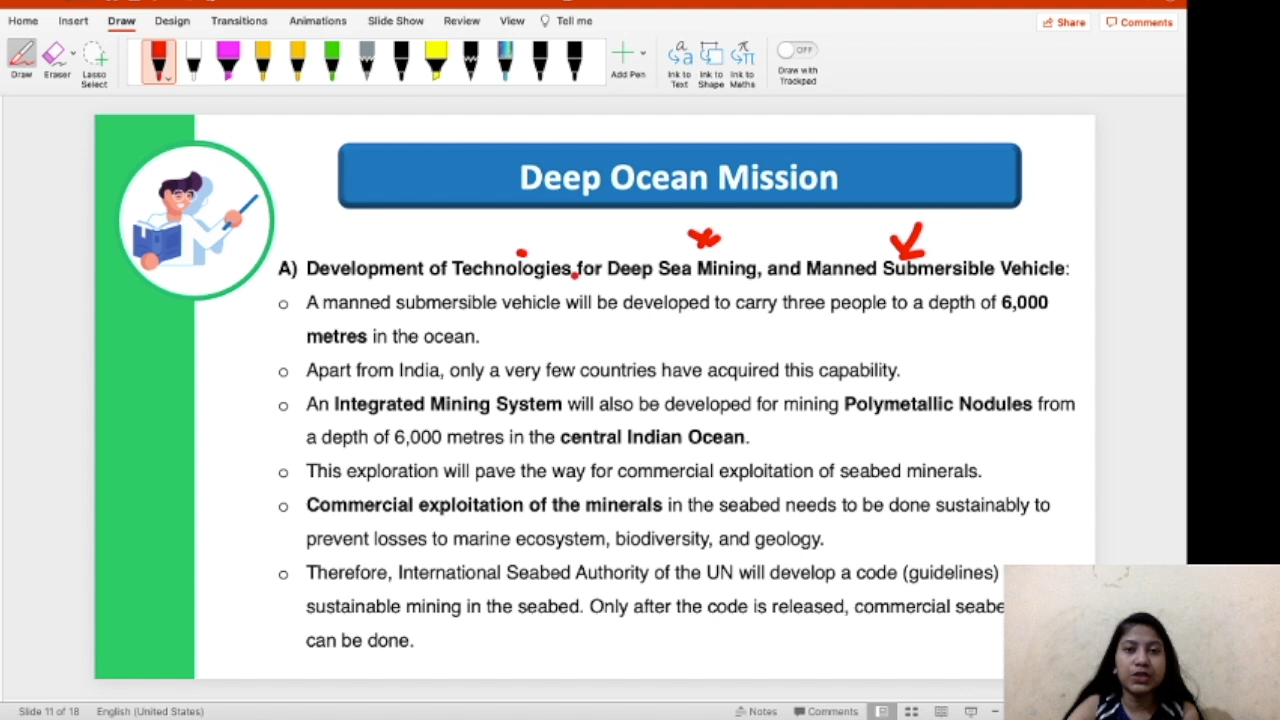 Home Insert Draw Design Transitions Animations Slide Show Review View Tell me Share Comments
Draw Eraser Lasso Select Add Pen Ink to Text Ink to Shape Ink to Maths OFF Draw with Trackpad
Deep Ocean Mission
A) Development of Technologies for Deep Sea Mining, and Manned Submersible Vehicle:
o A manned submersible vehicle will be developed to carry three people to a depth of 6,000
metres in the ocean.
o Apart from India, only a very few countries have acquired this capability.
o An Integrated Mining System will also be developed for mining Polymetallic Nodules from
a depth of 6,000 metres in the central Indian Ocean.
o This exploration will pave the way for commercial exploitation of seabed minerals.
o Commercial exploitation of the minerals in the seabed needs to be done sustainably to
prevent losses to marine ecosystem, biodiversity, and geology.
o Therefore, International Seabed Authority of the UN will develop a code (guidelines)
sustainable mining in the seabed. Only after the code is released, commercial seabe
can be done.
Slide 11 of 18 English (United States) Notes Comments